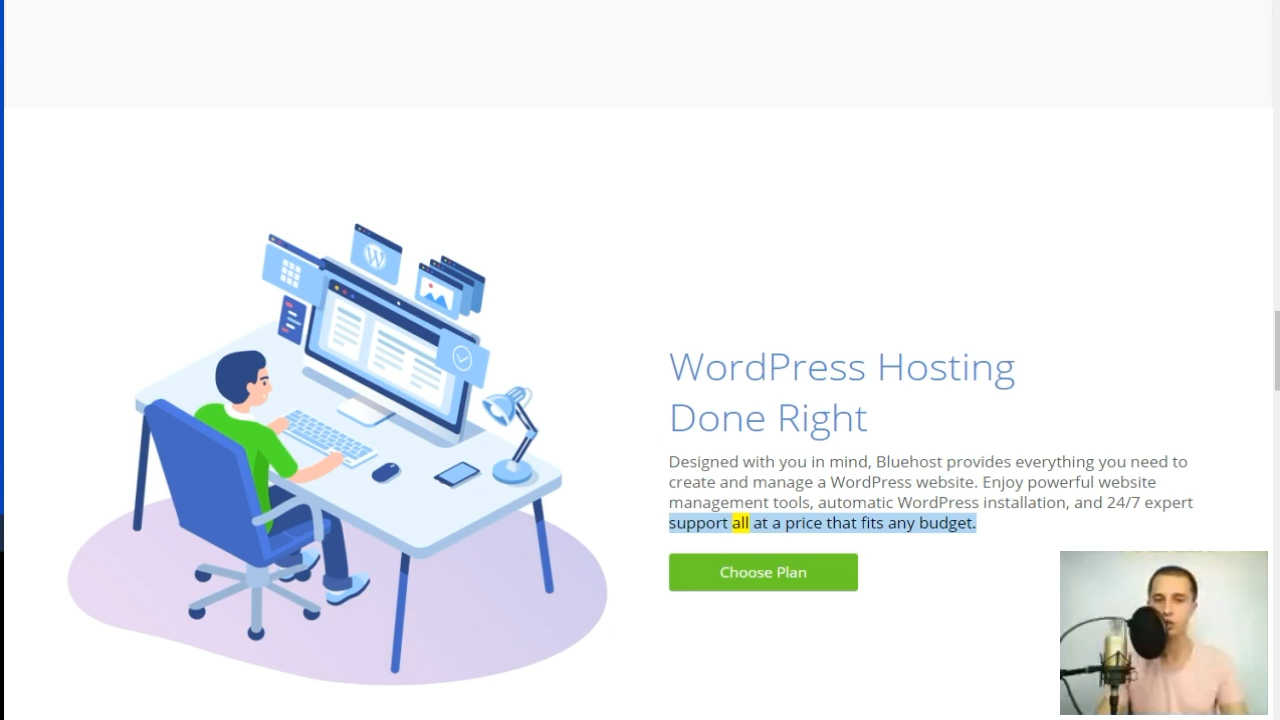 WordPress Hosting
Done Right
Designed with you in mind, Bluehost provides everything you need to
create and manage a WordPress website. Enjoy powerful website
management tools, automatic WordPress installation, and 24/7 expert
support all at a price that fits any budget.
Choose Plan